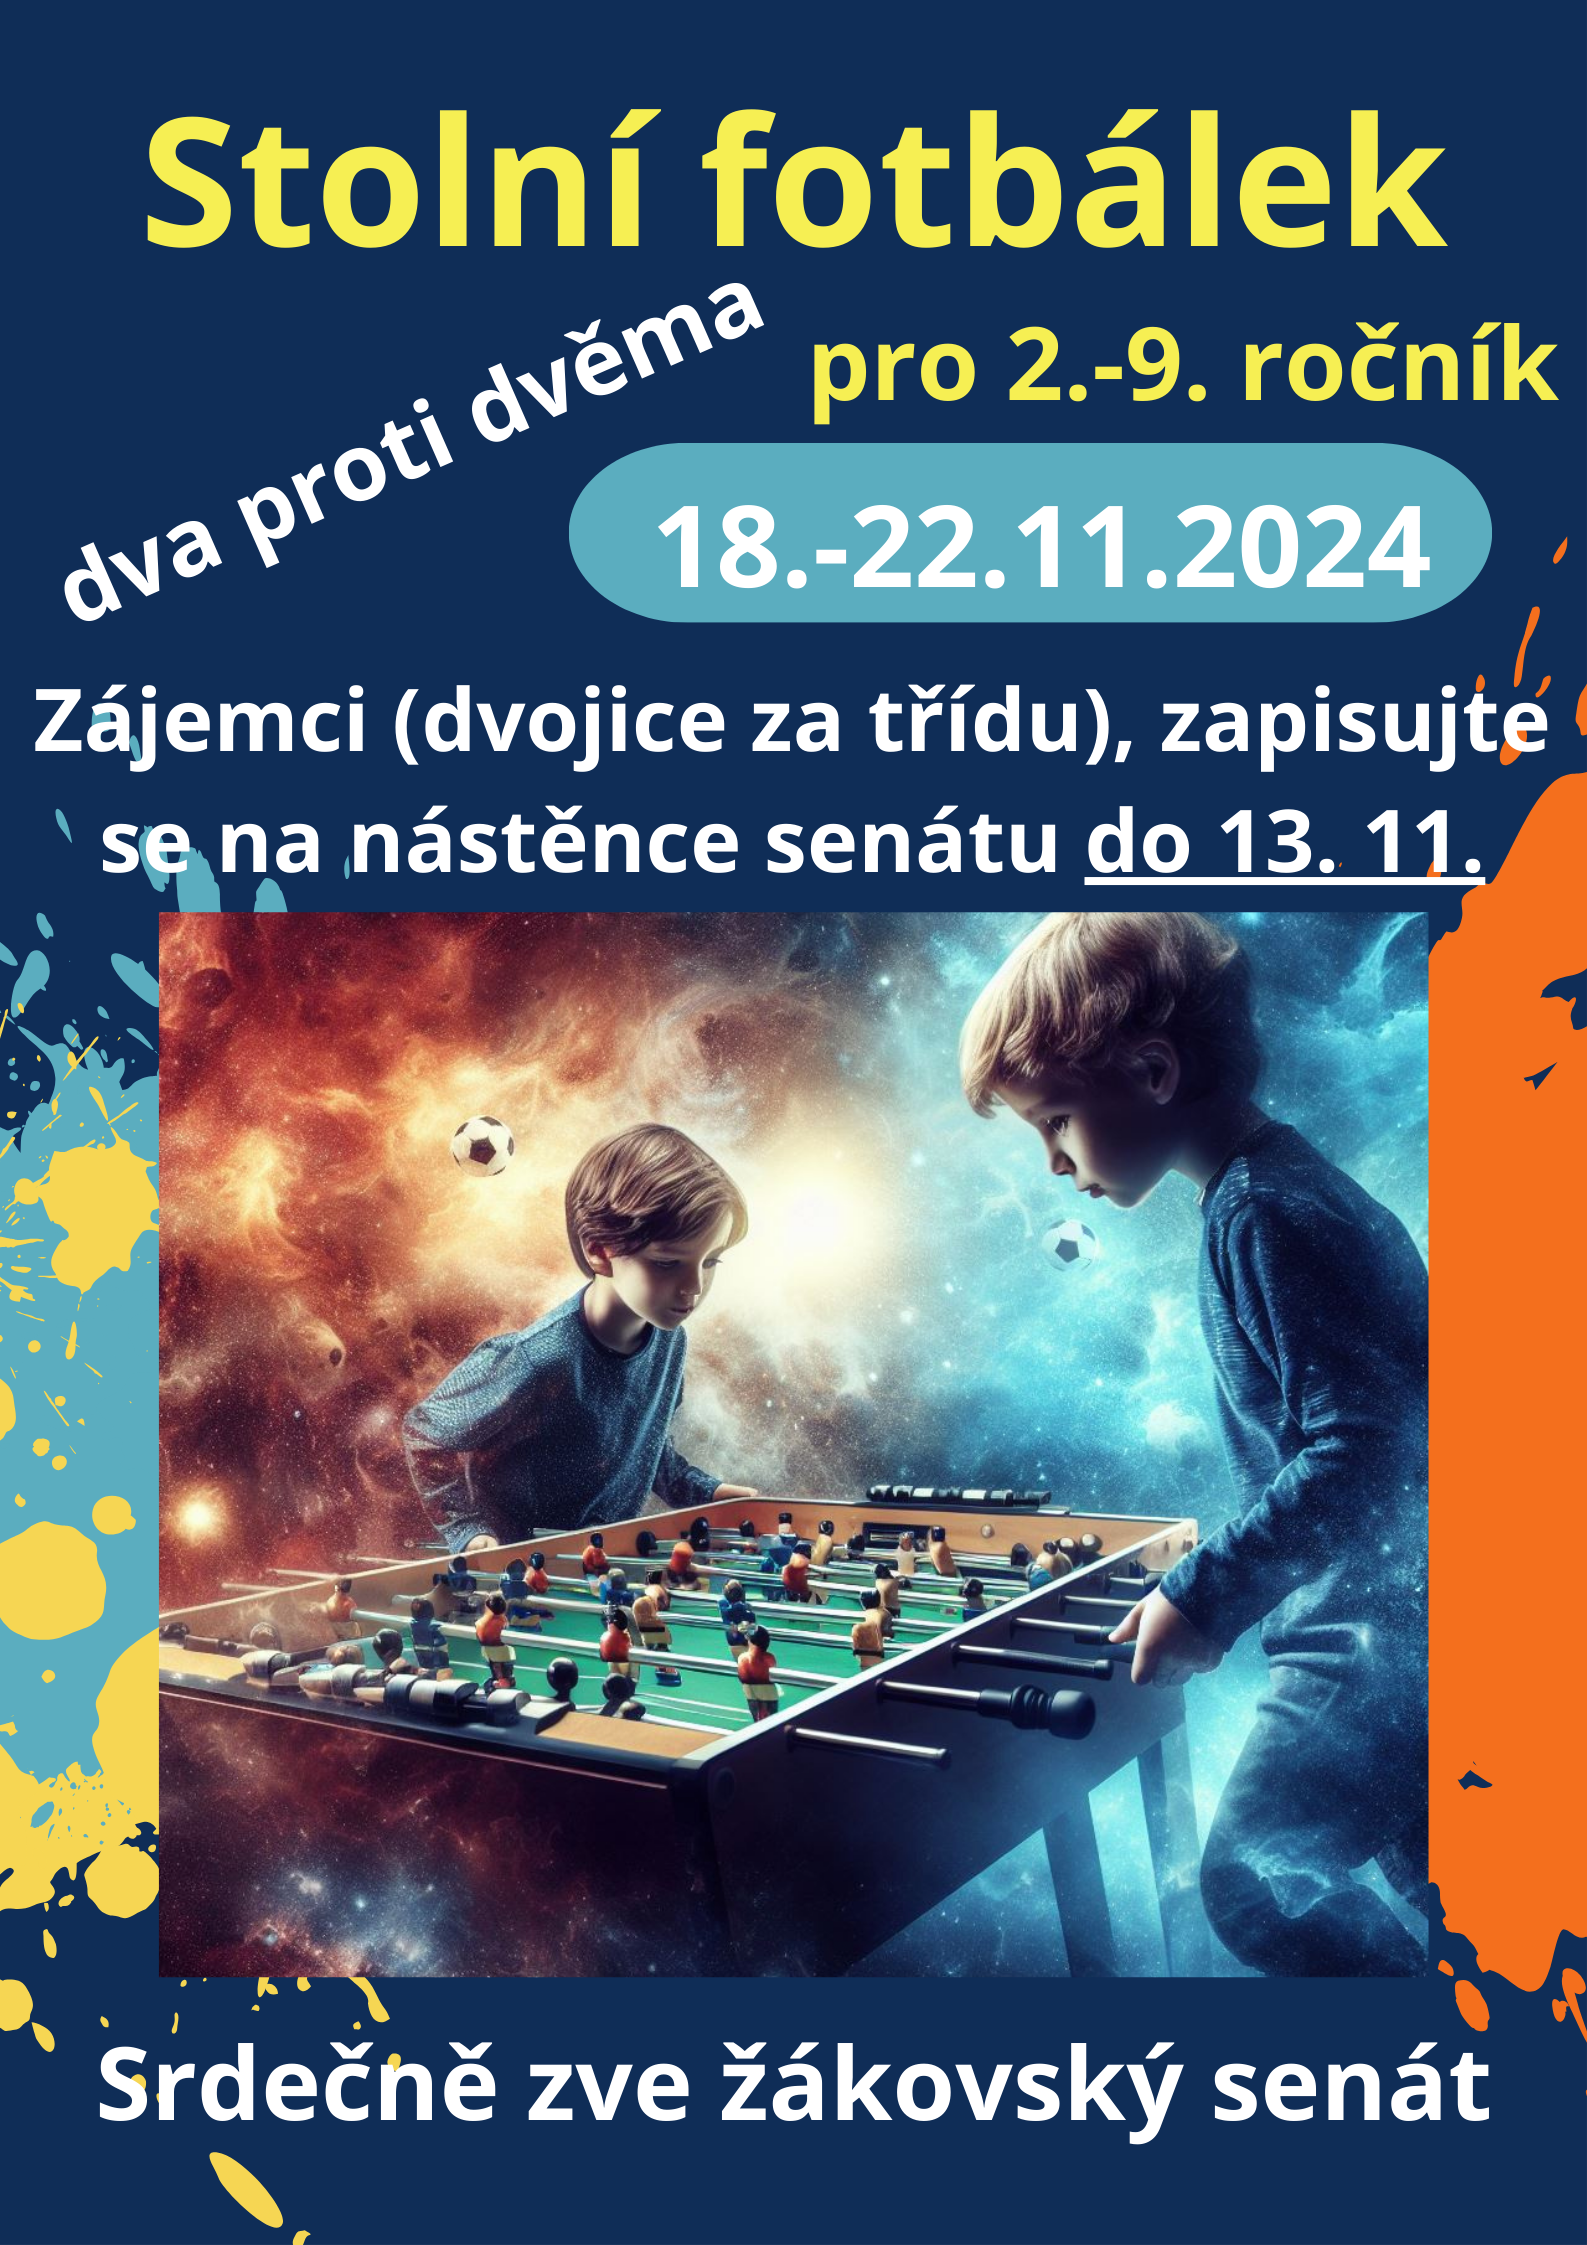 Stolní fotbálek
dva proti dvěma
pro 2.-9. ročník
18.-22.11.2024
Zájemci (dvojice za třídu), zapisujte
se na nástěnce senátu do 13. 11.
Srdečně zve žákovský senát